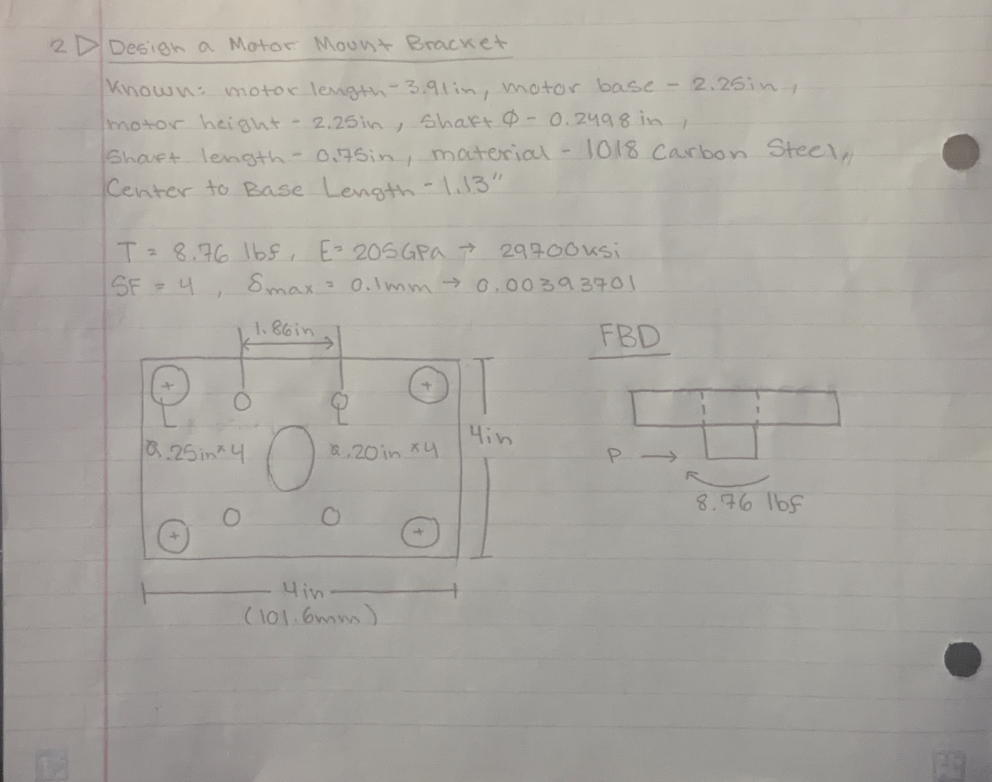 2 ▷ Design a Motor Mount Bracket
Known: motor length - 3.91in, motor base - 2.25in,
motor height - 2.25in, Shaft Ø - 0.2498 in,
Shaft length - 0.75in, material - 1018 Carbon Steel,
Center to Base Length - 1.13"
T = 8.76 lbf, E = 205GPa → 29700ksi
SF = 4, δmax = 0.1mm → 0.00393701
1.86in
FBD
4in
.25in × 4
.20in × 4
P →
8.76 lbf
4in
(101.6mm)